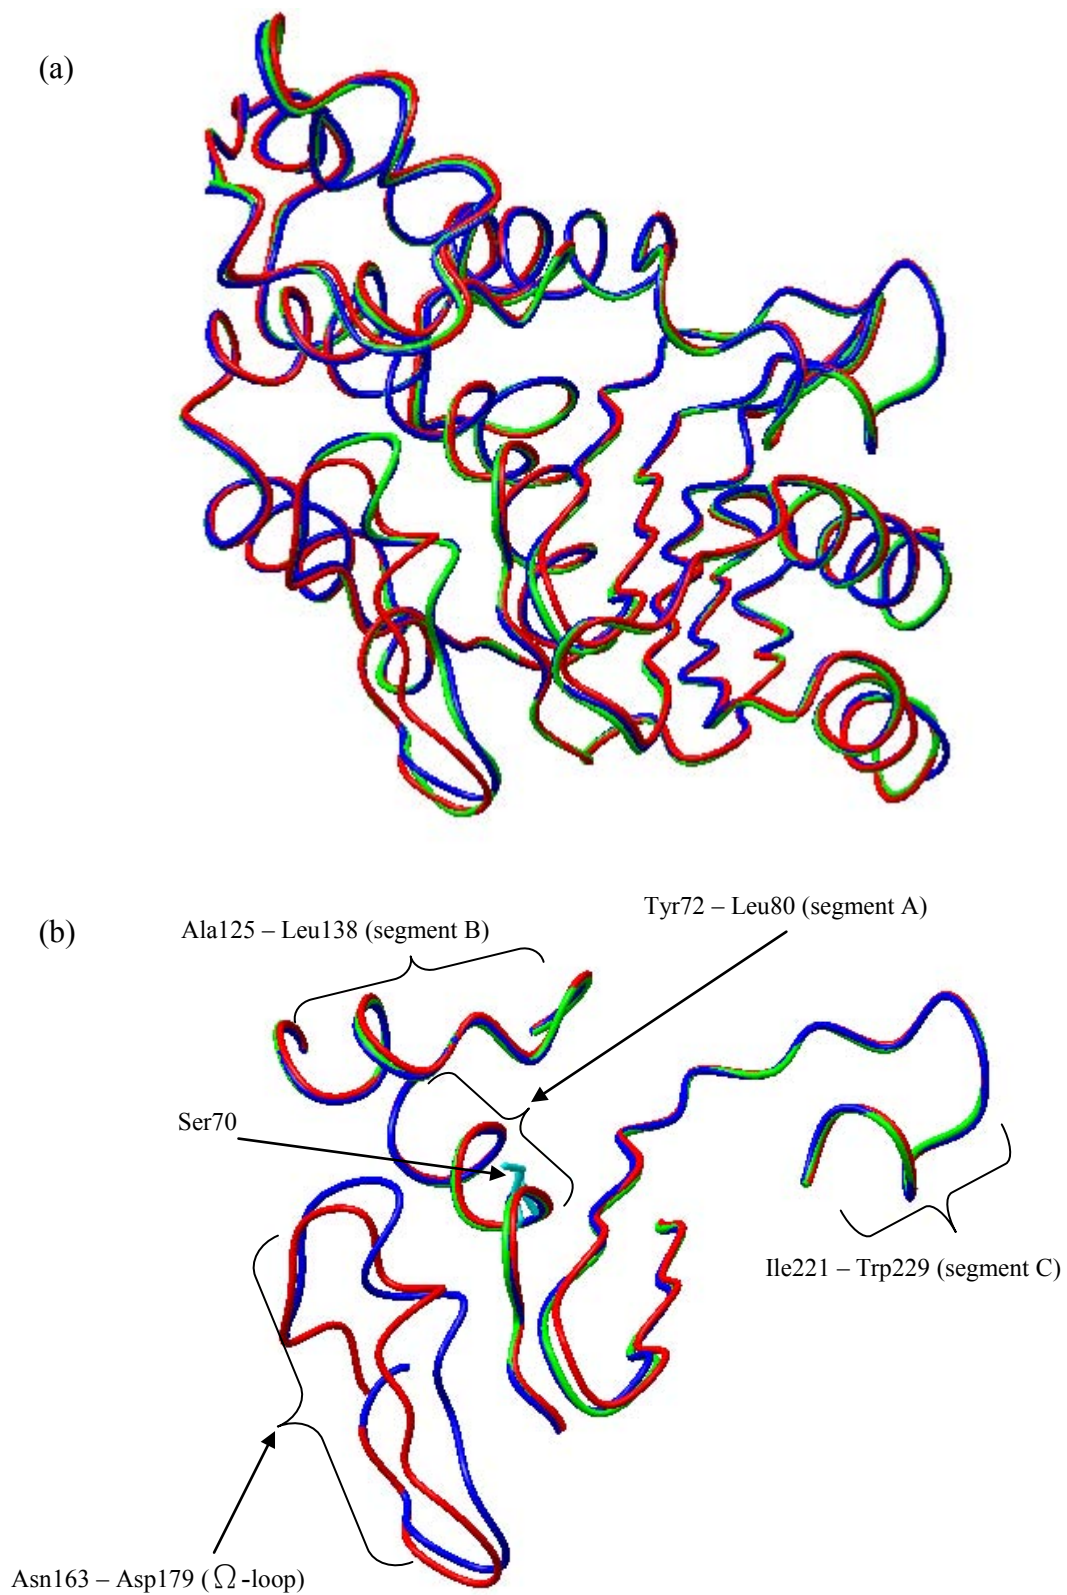 (a)
(b)
Tyr72 – Leu80 (segment A)
Ala125 – Leu138 (segment B)
Ser70
Ile221 – Trp229 (segment C)
Asn163 – Asp179 (Ω-loop)